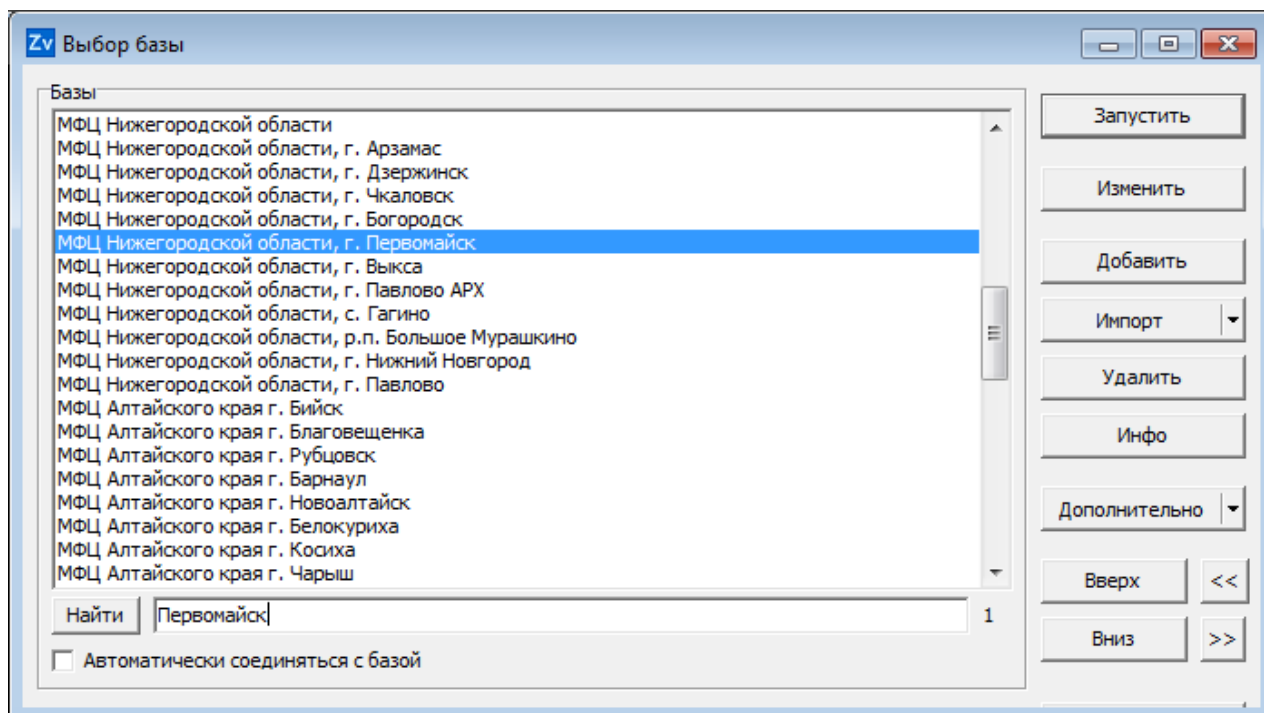 Zv Выбор базы
Базы
МФЦ Нижегородской области
МФЦ Нижегородской области, г. Арзамас
МФЦ Нижегородской области, г. Дзержинск
МФЦ Нижегородской области, г. Чкаловск
МФЦ Нижегородской области, г. Богородск
МФЦ Нижегородской области, г. Первомайск
МФЦ Нижегородской области, г. Выкса
МФЦ Нижегородской области, г. Павлово АРХ
МФЦ Нижегородской области, с. Гагино
МФЦ Нижегородской области, р.п. Большое Мурашкино
МФЦ Нижегородской области, г. Нижний Новгород
МФЦ Нижегородской области, г. Павлово
МФЦ Алтайского края г. Бийск
МФЦ Алтайского края г. Благовещенка
МФЦ Алтайского края г. Рубцовск
МФЦ Алтайского края г. Барнаул
МФЦ Алтайского края г. Новоалтайск
МФЦ Алтайского края г. Белокуриха
МФЦ Алтайского края г. Косиха
МФЦ Алтайского края г. Чарыш
Найти Первомайск 1
Автоматически соединяться с базой
Запустить
Изменить
Добавить
Импорт
Удалить
Инфо
Дополнительно
Вверх <<
Вниз >>